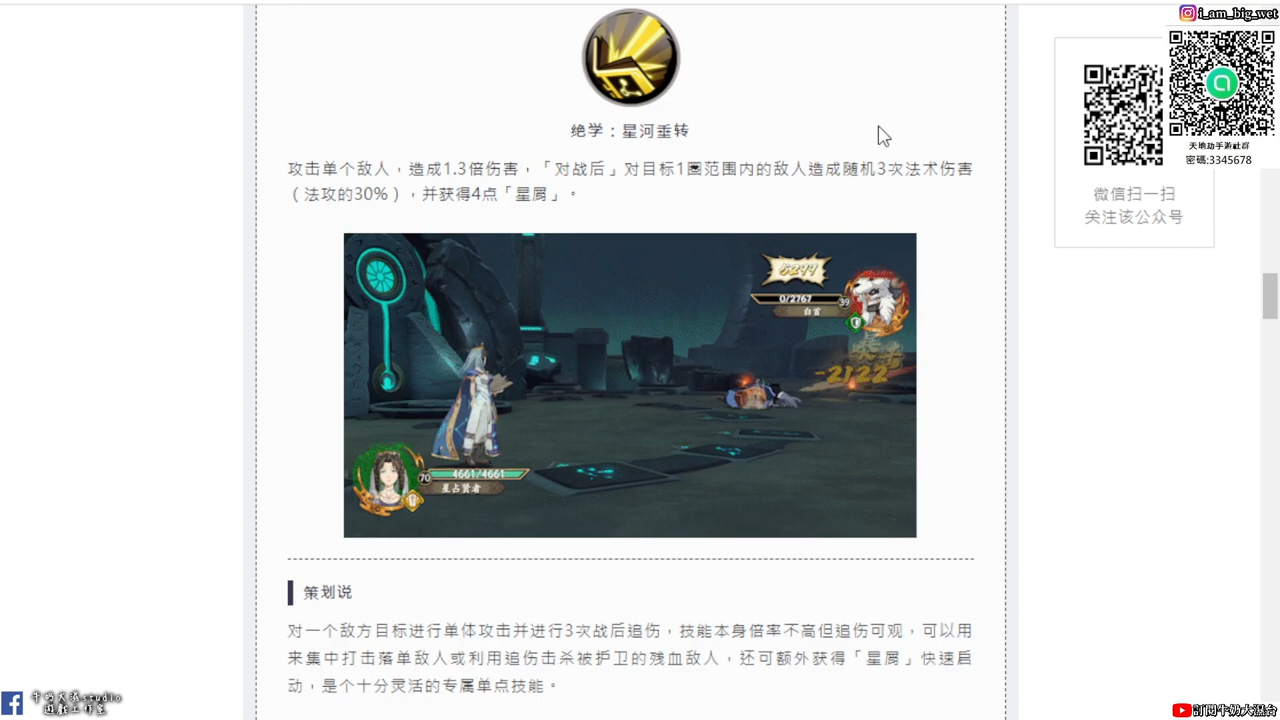 i_am_big_wet
天地劫手游社群
密碼:3345678
微信扫一扫
关注该公众号
绝学：星河垂转
攻击单个敌人，造成1.3倍伤害，「对战后」对目标1圈范围内的敌人造成随机3次法术伤害
（法攻的30%），并获得4点「星屑」。
5299
0/2767
39
白首
-2122
70
4661/4661
星占贤者
策划说
对一个敌方目标进行单体攻击并进行3次战后追伤，技能本身倍率不高但追伤可观，可以用
来集中打击落单敌人或利用追伤击杀被护卫的残血敌人，还可额外获得「星屑」快速启
动，是个十分灵活的专属单点技能。
遊戲工作室
訂閱牛奶大濕台